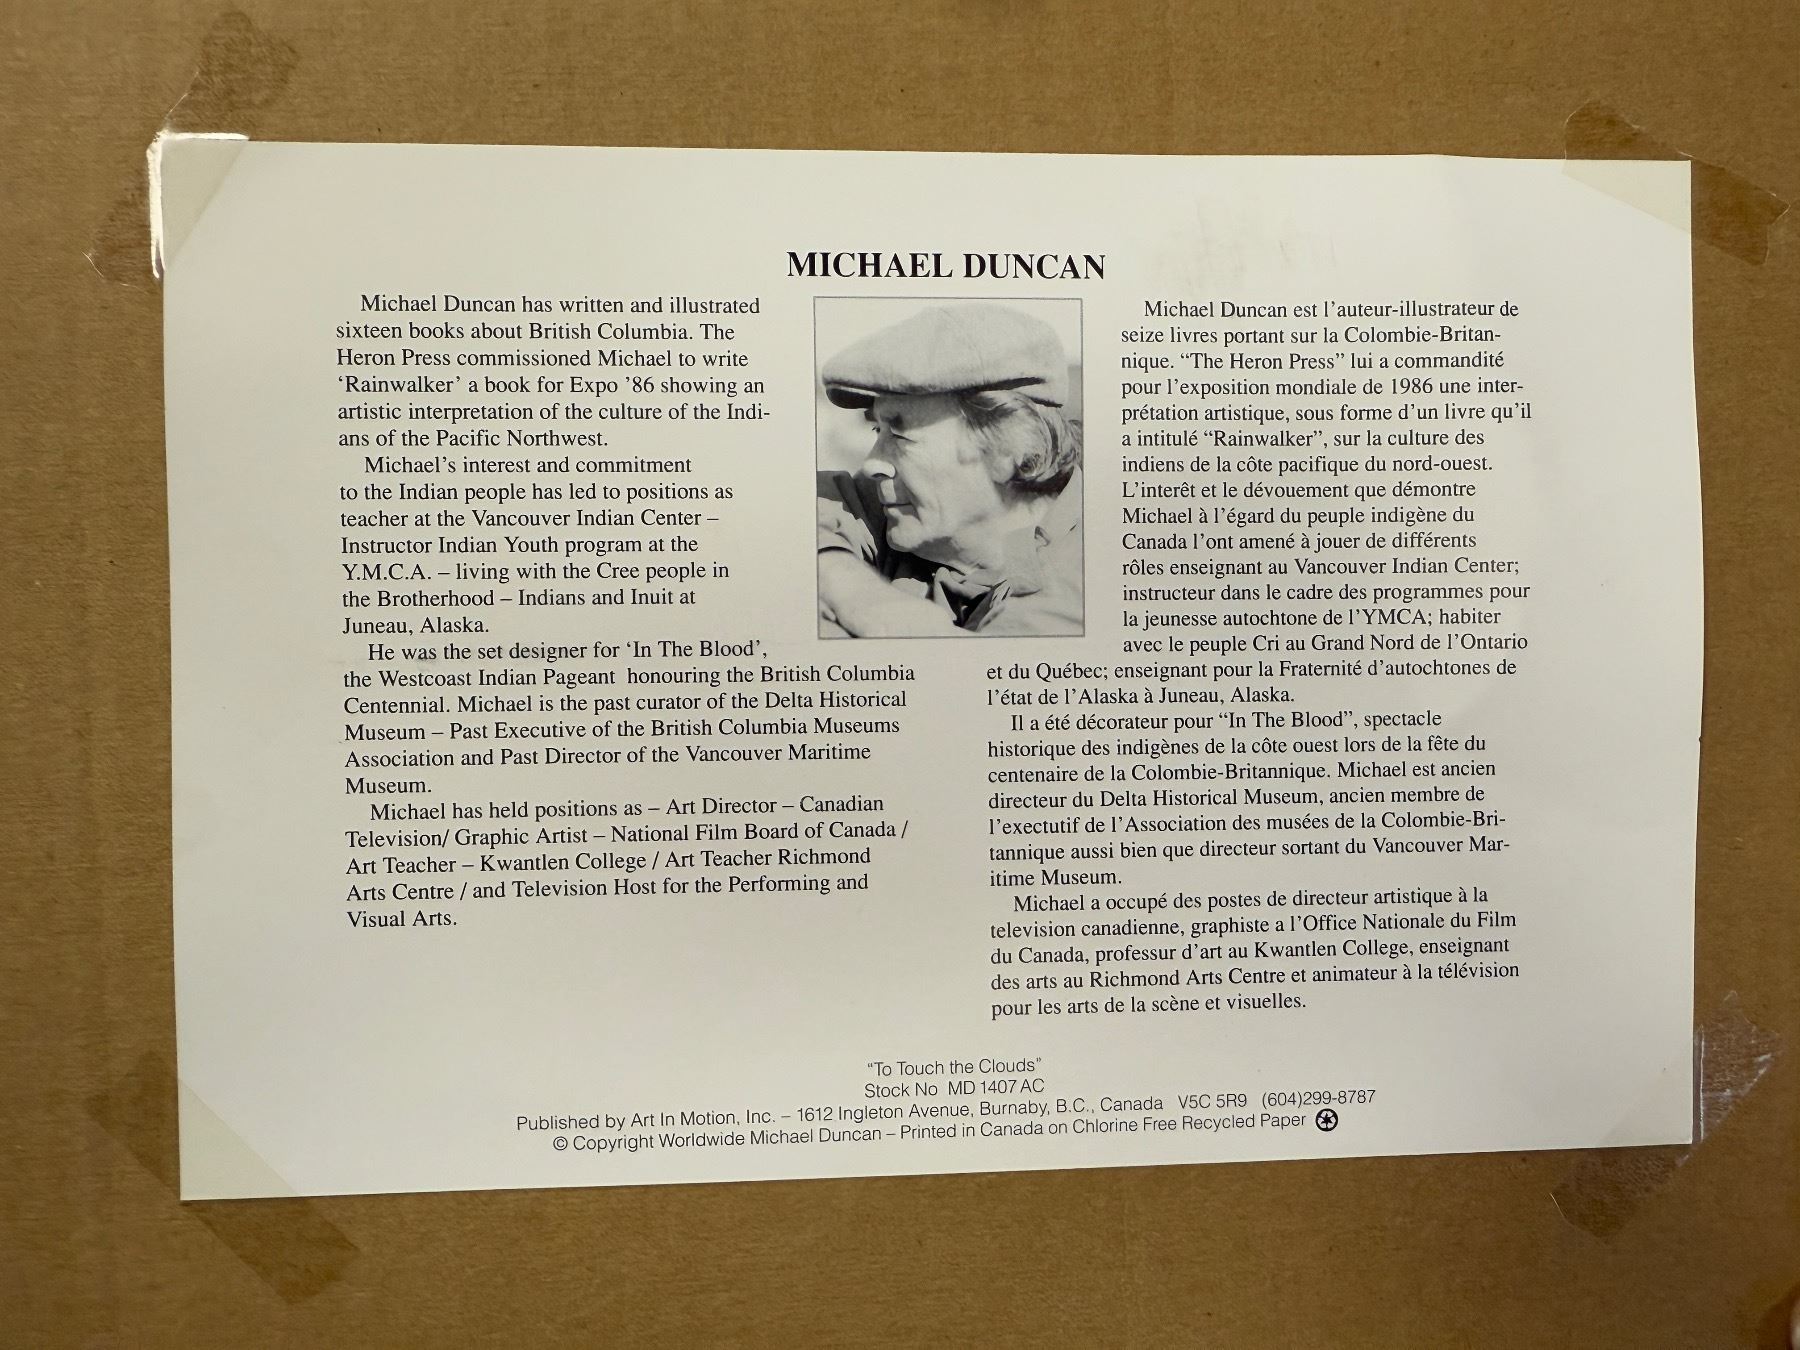 MICHAEL DUNCAN
Michael Duncan has written and illustrated
sixteen books about British Columbia. The
Heron Press commissioned Michael to write
‘Rainwalker’ a book for Expo ’86 showing an
artistic interpretation of the culture of the Indi-
ans of the Pacific Northwest.
Michael’s interest and commitment
to the Indian people has led to positions as
teacher at the Vancouver Indian Center –
Instructor Indian Youth program at the
Y.M.C.A. – living with the Cree people in
the Brotherhood – Indians and Inuit at
Juneau, Alaska.
He was the set designer for ‘In The Blood’,
the Westcoast Indian Pageant honouring the British Columbia
Centennial. Michael is the past curator of the Delta Historical
Museum – Past Executive of the British Columbia Museums
Association and Past Director of the Vancouver Maritime
Museum.
Michael has held positions as – Art Director – Canadian
Television/ Graphic Artist – National Film Board of Canada /
Art Teacher – Kwantlen College / Art Teacher Richmond
Arts Centre / and Television Host for the Performing and
Visual Arts.
Michael Duncan est l’auteur-illustrateur de
seize livres portant sur la Colombie-Britan-
nique. “The Heron Press” lui a commandité
pour l’exposition mondiale de 1986 une inter-
prétation artistique, sous forme d’un livre qu’il
a intitulé “Rainwalker”, sur la culture des
indiens de la côte pacifique du nord-ouest.
L’interêt et le dévouement que démontre
Michael à l’égard du peuple indigène du
Canada l’ont amené à jouer de différents
rôles enseignant au Vancouver Indian Center;
instructeur dans le cadre des programmes pour
la jeunesse autochtone de l’YMCA; habiter
avec le peuple Cri au Grand Nord de l’Ontario
et du Québec; enseignant pour la Fraternité d’autochtones de
l’état de l’Alaska à Juneau, Alaska.
Il a été décorateur pour “In The Blood”, spectacle
historique des indigènes de la côte ouest lors de la fête du
centenaire de la Colombie-Britannique. Michael est ancien
directeur du Delta Historical Museum, ancien membre de
l’exectutif de l’Association des musées de la Colombie-Bri-
tannique aussi bien que directeur sortant du Vancouver Mar-
itime Museum.
Michael a occupé des postes de directeur artistique à la
television canadienne, graphiste a l’Office Nationale du Film
du Canada, professur d’art au Kwantlen College, enseignant
des arts au Richmond Arts Centre et animateur à la télévision
pour les arts de la scène et visuelles.
“To Touch the Clouds”
Stock No MD 1407 AC
Published by Art In Motion, Inc. – 1612 Ingleton Avenue, Burnaby, B.C., Canada V5C 5R9 (604)299-8787
© Copyright Worldwide Michael Duncan – Printed in Canada on Chlorine Free Recycled Paper